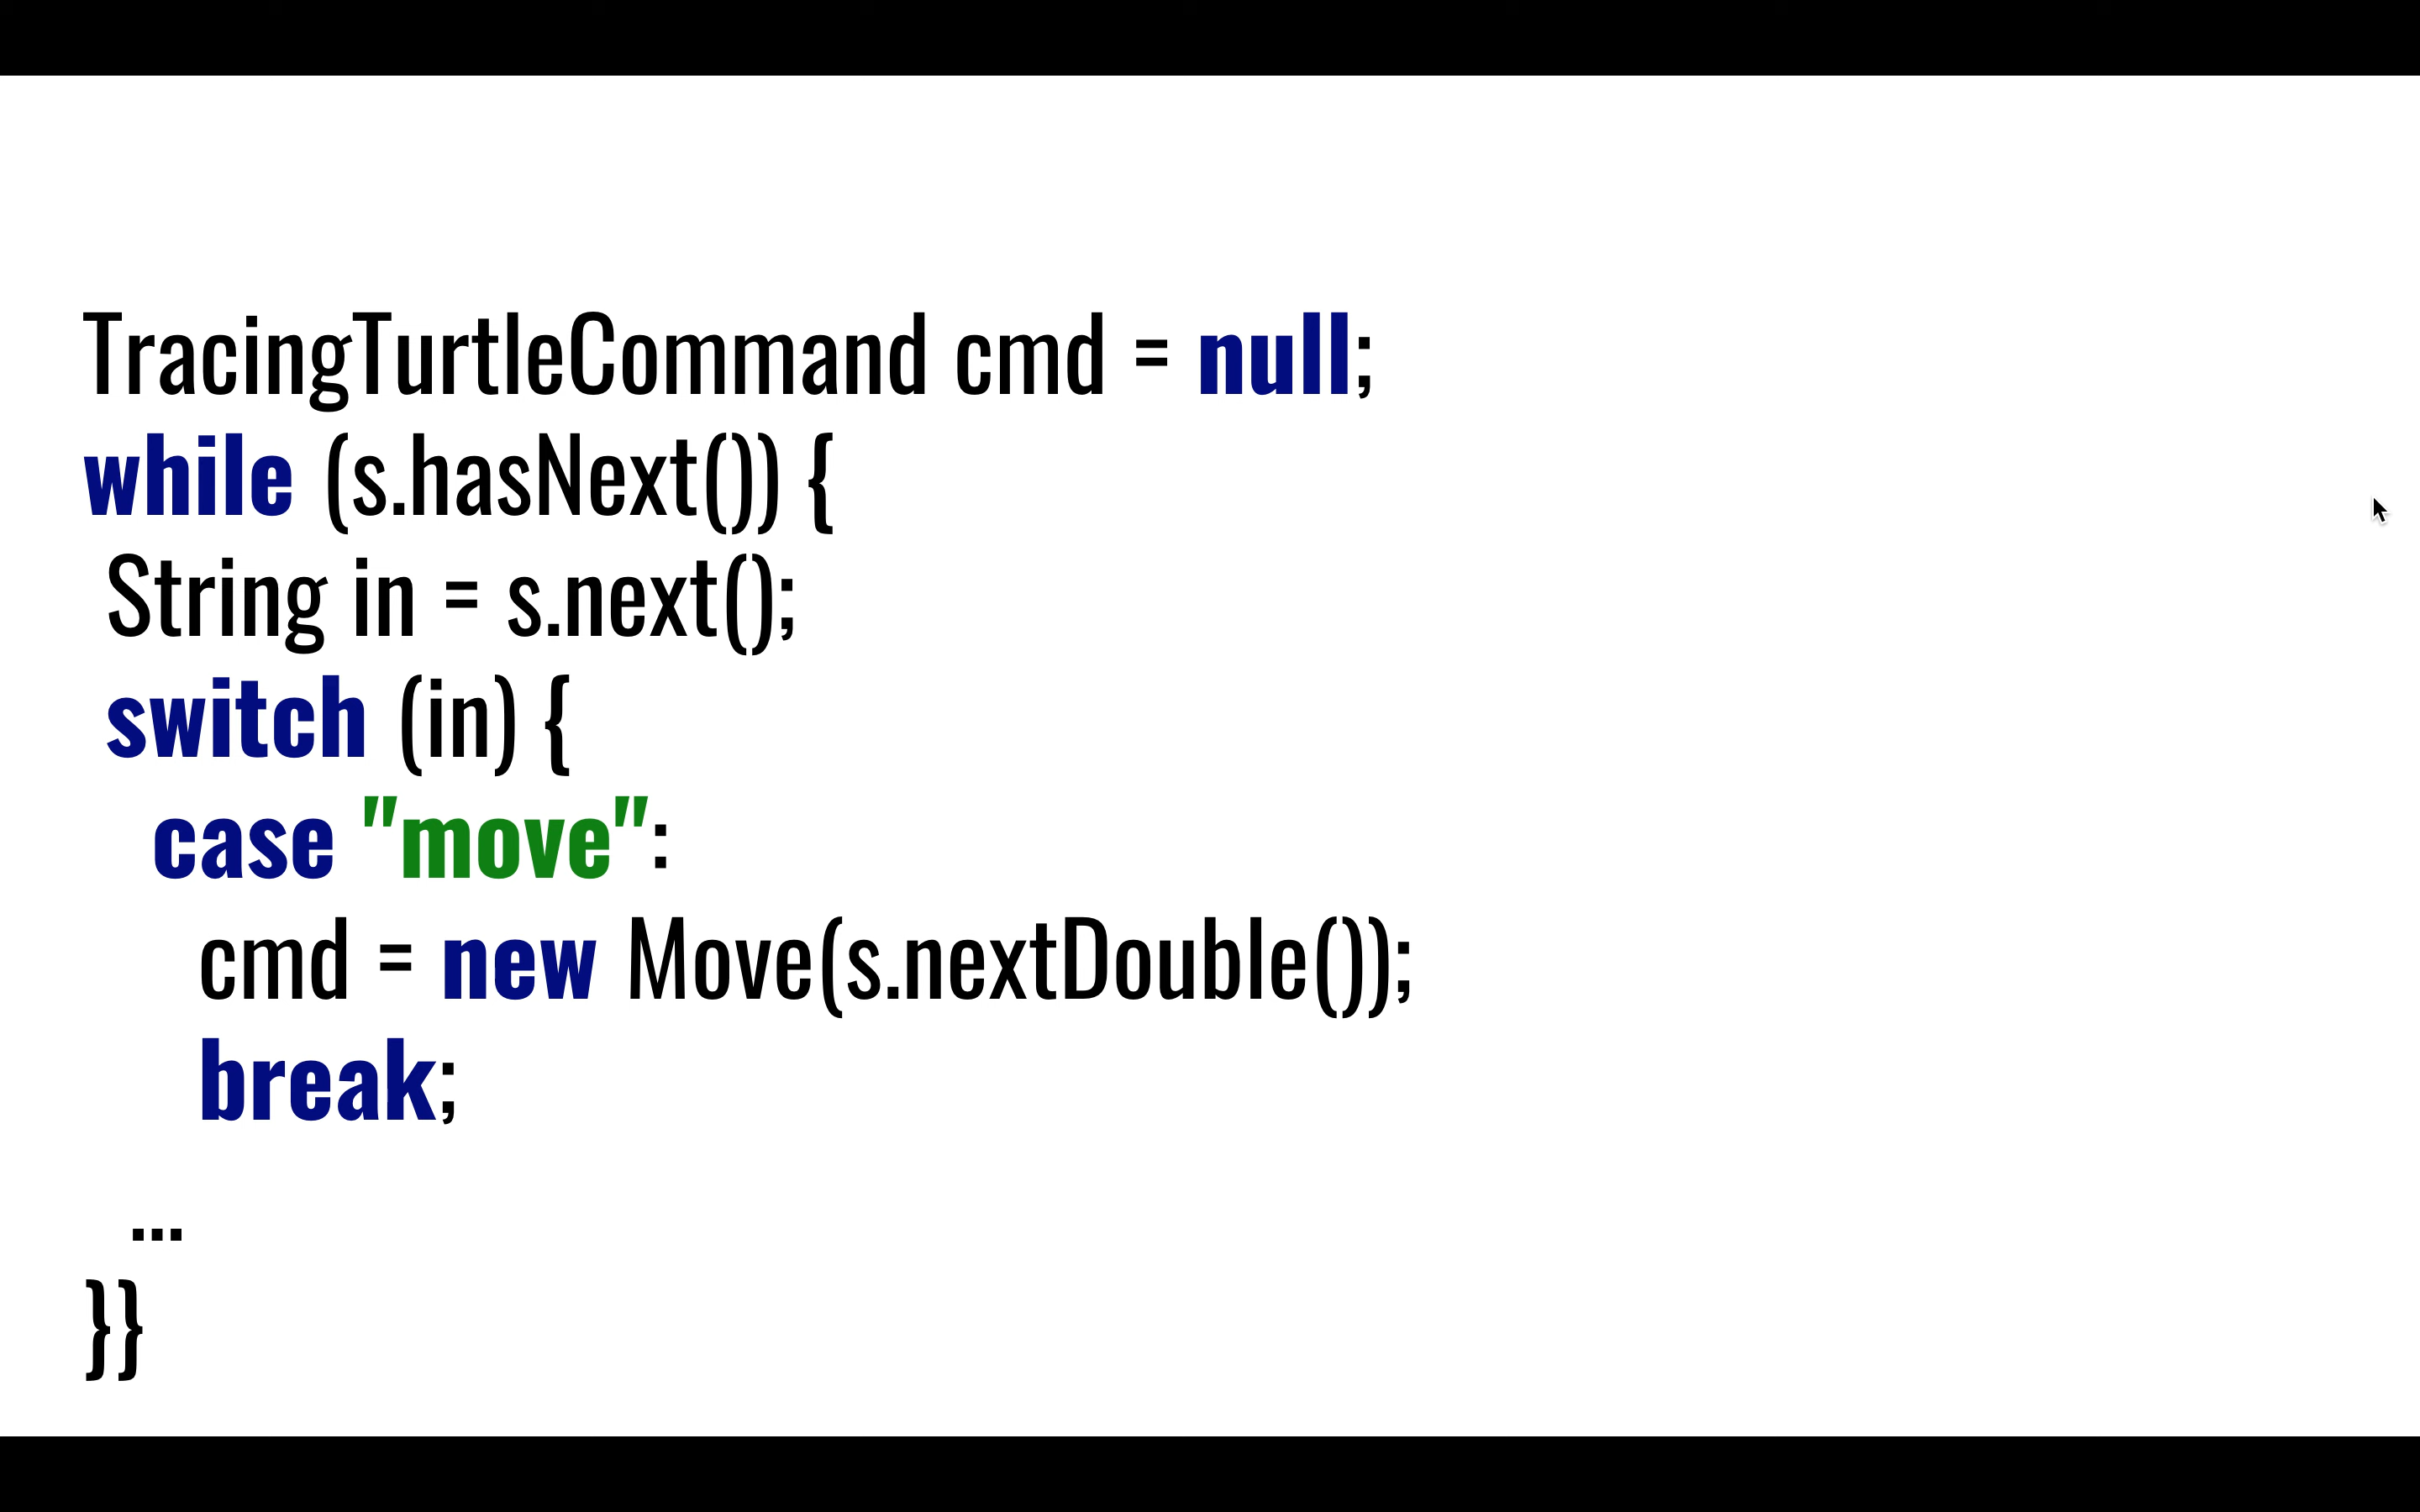 TracingTurtleCommand cmd = null;
while (s.hasNext()) {
String in = s.next();
switch (in) {
case "move":
cmd = new Move(s.nextDouble());
break;
...
}}